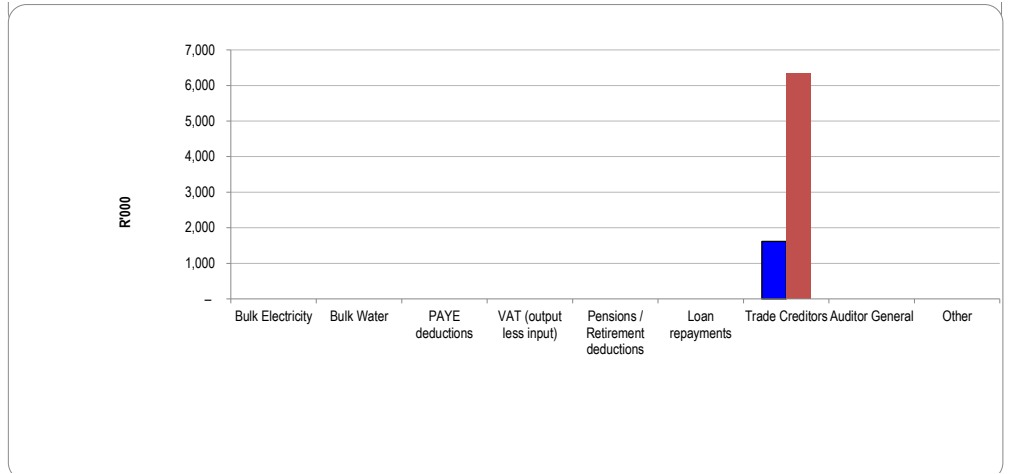 7,000
6,000
5,000
4,000
3,000
2,000
1,000
–
R'000
Bulk Electricity
Bulk Water
PAYE
deductions
VAT (output
less input)
Pensions /
Retirement
deductions
Loan
repayments
Trade Creditors
Auditor General
Other